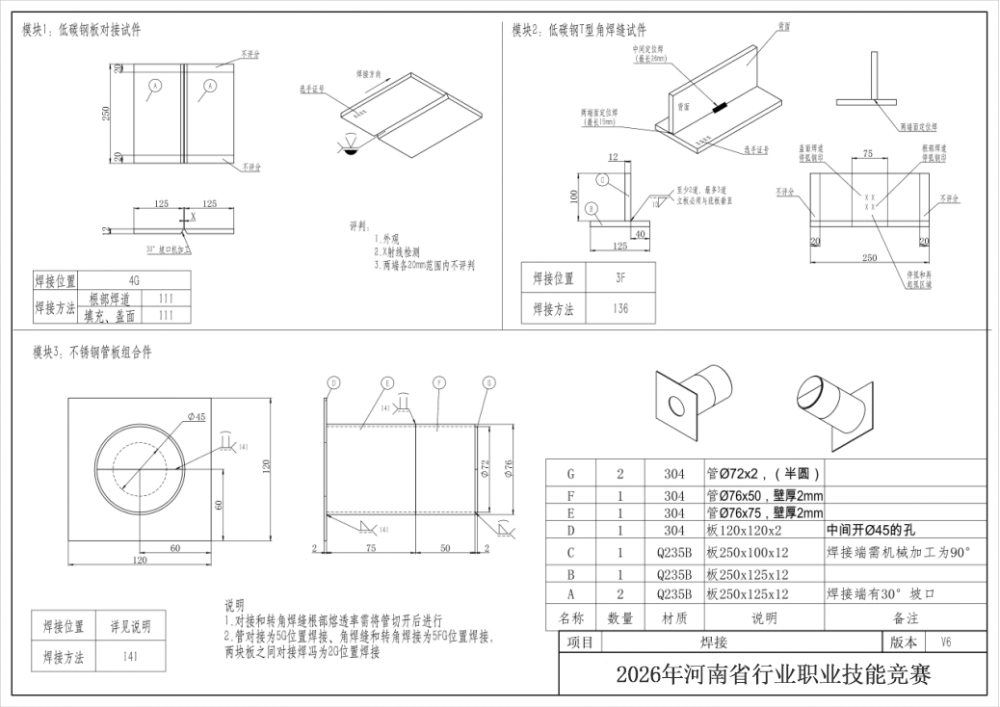 模块1: 低碳钢板对接试件
不评分
20
A
A
250
20
不评分
125
125
X
12
30° 坡口机加工
焊接方向
选手证号
评判:
1.外观
2.X射线检测
3.两端各20mm范围内不评判
焊接位置 4G
焊接方法 根部焊道 111
填充、盖面 111
模块2: 低碳钢T型角焊缝试件
背面
中间定位焊
(最长20mm)
背面
两端面定位焊
(最长15mm)
选手证号
两端面定位焊
12
C
100
B
至少2道, 最多3道
立板必须与底板垂直
10
40
125
盖面焊道
停弧钢印
75
根部焊道
停弧钢印
不评分
X X
X X
不评分
20
20
250
停弧和再
起弧区域
焊接位置 3F
焊接方法 136
模块3: 不锈钢管板组合件
Ø45
141
120
60
60
120
D
E
F
G
141
Ø72
Ø76
141
2
75
50
2
焊接位置 详见说明
焊接方法 141
说明
1.对接和转角焊缝根部熔透率需将管切开后进行
2.管对接为5G位置焊接、角焊缝和转角焊接为5FG位置焊接,
两块板之间对接焊冯为2G位置焊接
G 2 304 管Ø72x2，（半圆）
F 1 304 管Ø76x50，壁厚2mm
E 1 304 管Ø76x75，壁厚2mm
D 1 304 板120x120x2 中间开Ø45的孔
C 1 Q235B 板250x100x12 焊接端需机械加工为90°
B 1 Q235B 板250x125x12
A 2 Q235B 板250x125x12 焊接端有30° 坡口
名称 数量 材质 说明 备注
项目 焊接 版本 V6
2026年河南省行业职业技能竞赛